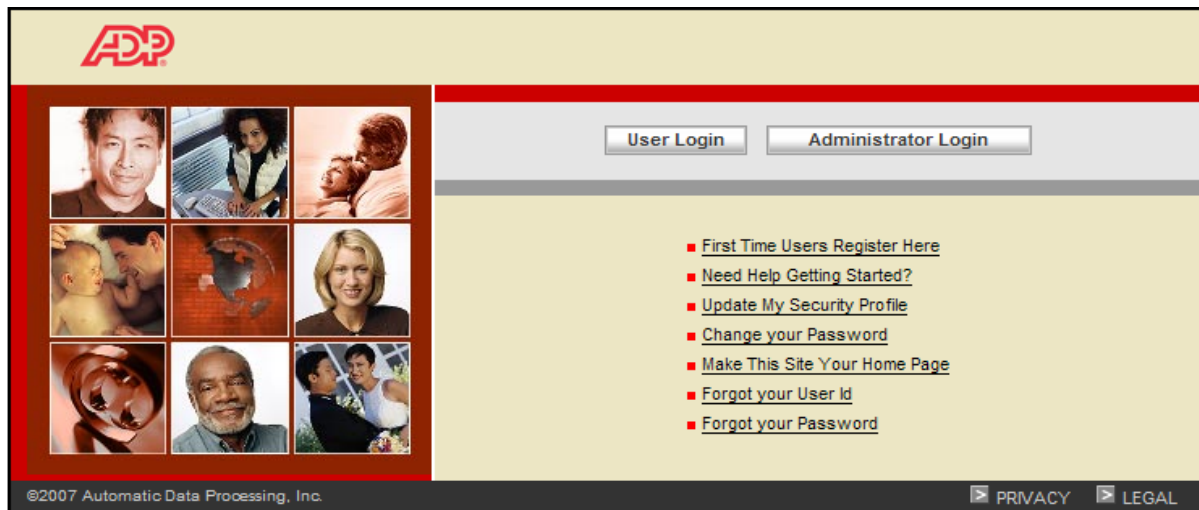 ADP
User Login
Administrator Login
First Time Users Register Here
Need Help Getting Started?
Update My Security Profile
Change your Password
Make This Site Your Home Page
Forgot your User Id
Forgot your Password
©2007 Automatic Data Processing, Inc.
PRIVACY
LEGAL